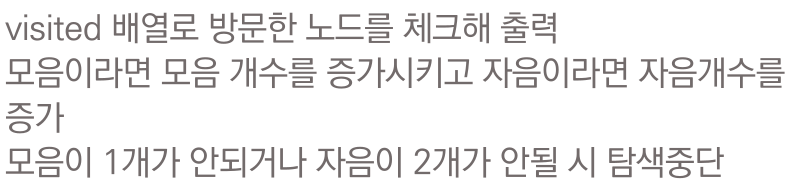 visited 배열로 방문한 노드를 체크해 출력
모음이라면 모음 개수를 증가시키고 자음이라면 자음개수를
증가
모음이 1개가 안되거나 자음이 2개가 안될 시 탐색중단